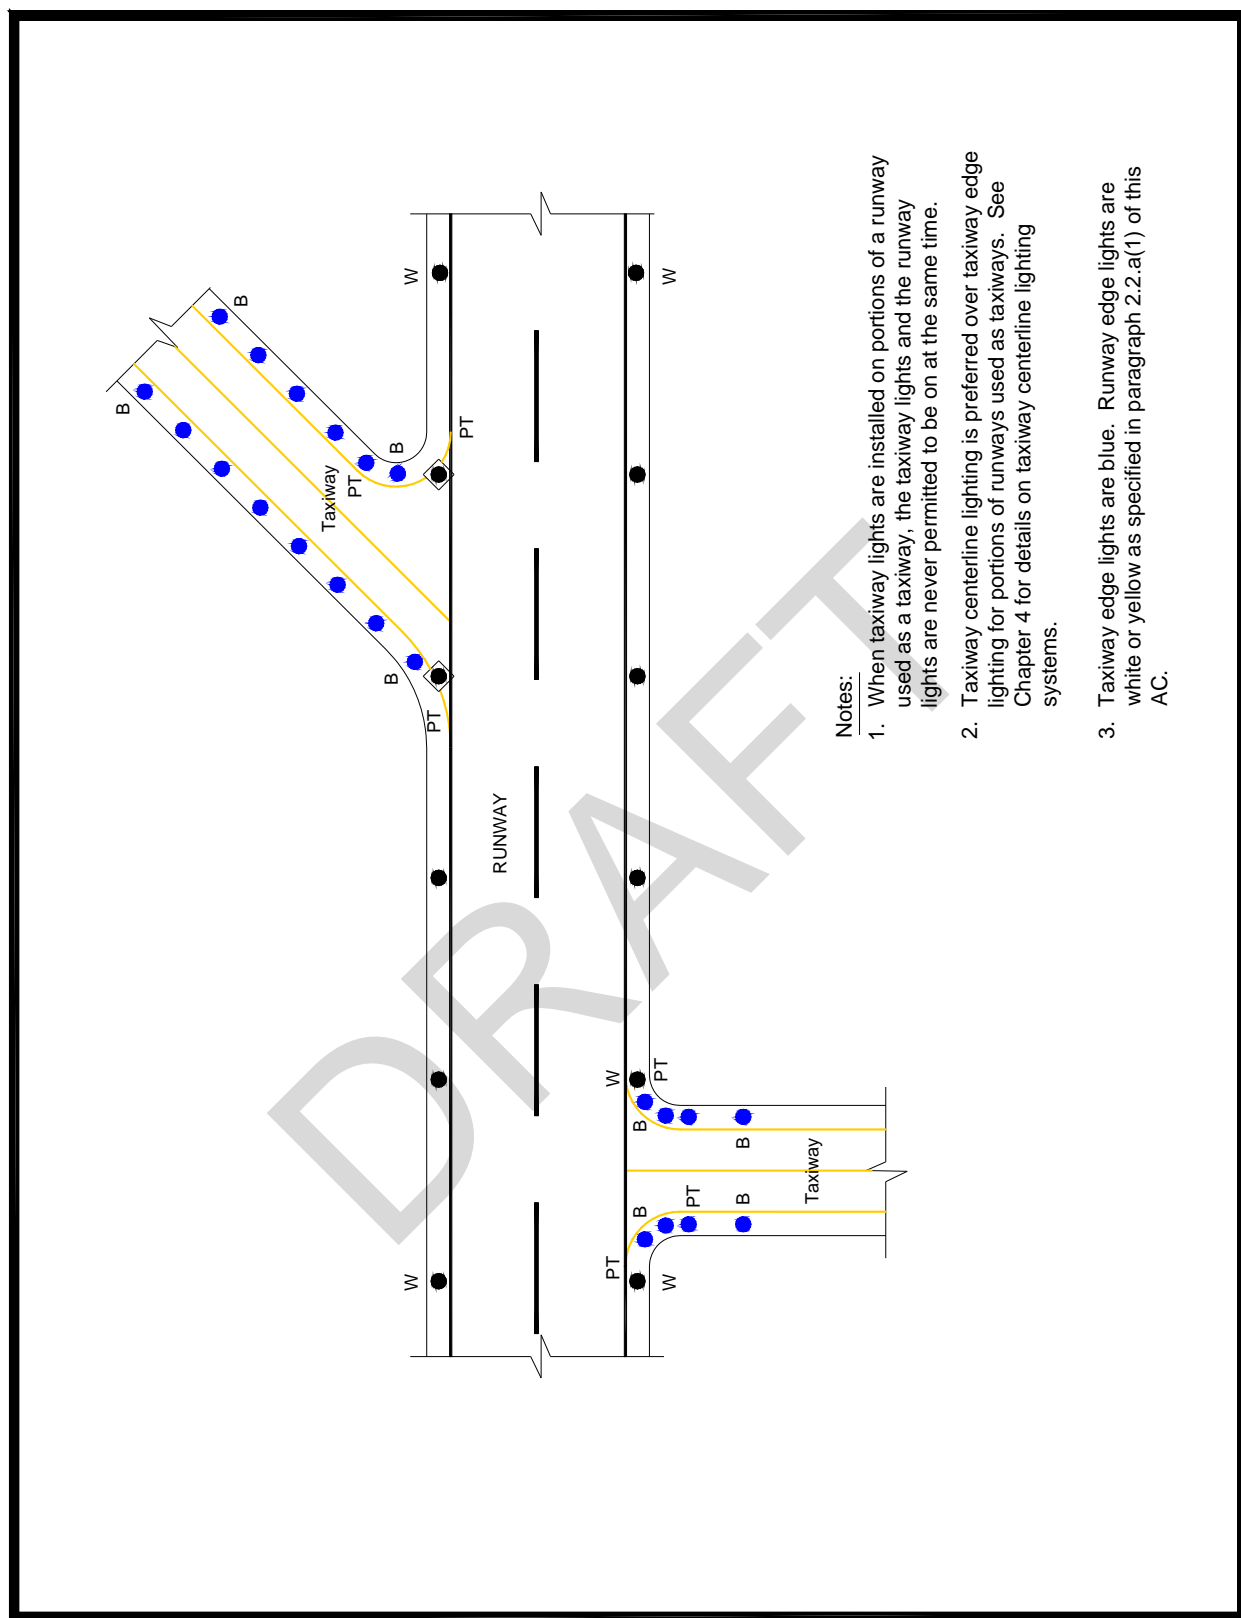 B
B
W
W
B
PT
PT
Taxiway
B
PT
RUNWAY
W
PT
B
B
Taxiway
PT
B
B
PT
W
W
DRAFT
Notes:
1. When taxiway lights are installed on portions of a runway
used as a taxiway, the taxiway lights and the runway
lights are never permitted to be on at the same time.
2. Taxiway centerline lighting is preferred over taxiway edge
lighting for portions of runways used as taxiways. See
Chapter 4 for details on taxiway centerline lighting
systems.
3. Taxiway edge lights are blue. Runway edge lights are
white or yellow as specified in paragraph 2.2.a(1) of this
AC.